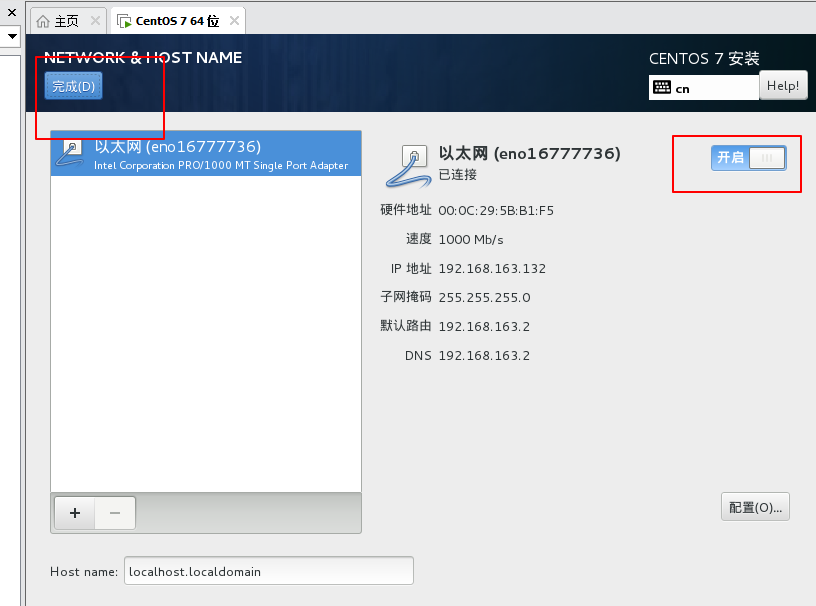 主页
CentOS 7 64 位
NETWORK & HOST NAME
CENTOS 7 安装
完成(D)
cn
Help!
以太网 (eno16777736)
Intel Corporation PRO/1000 MT Single Port Adapter
以太网 (eno16777736)
已连接
开启
硬件地址 00:0C:29:5B:B1:F5
速度 1000 Mb/s
IP 地址 192.168.163.132
子网掩码 255.255.255.0
默认路由 192.168.163.2
DNS 192.168.163.2
配置(O)...
Host name: localhost.localdomain